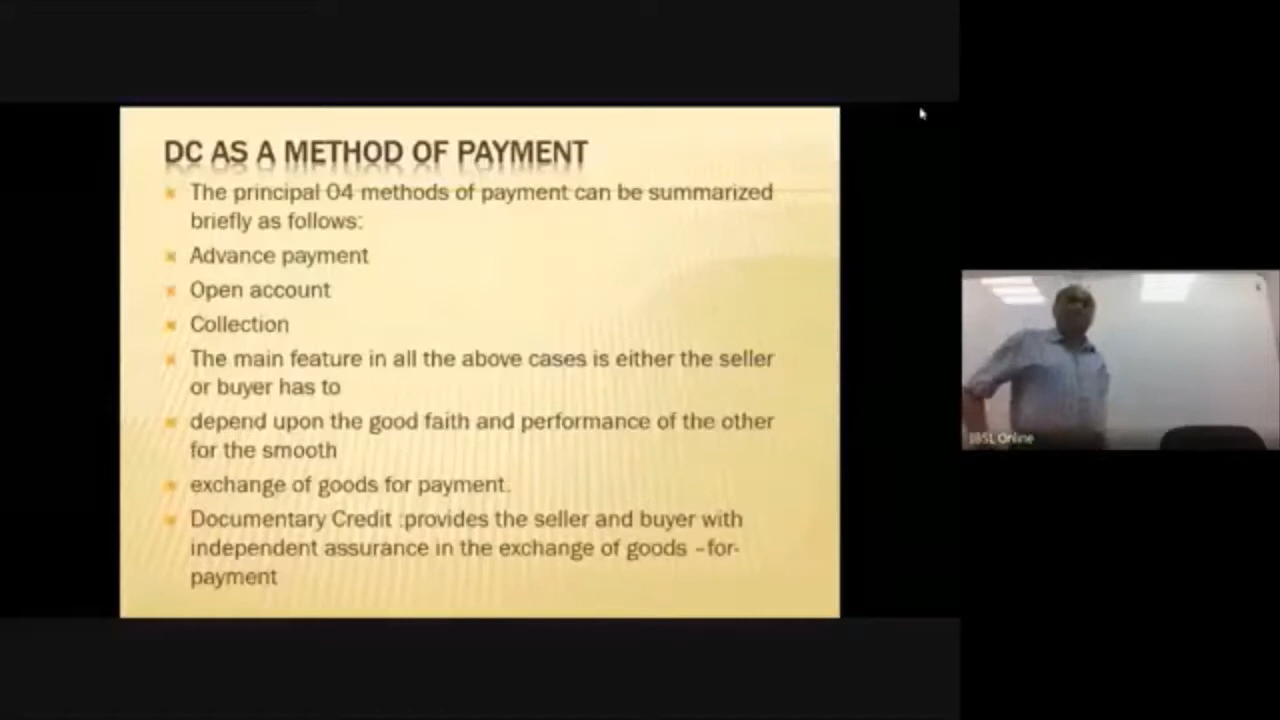 DC AS A METHOD OF PAYMENT
The principal 04 methods of payment can be summarized
briefly as follows:
Advance payment
Open account
Collection
The main feature in all the above cases is either the seller
or buyer has to
depend upon the good faith and performance of the other
for the smooth
exchange of goods for payment.
Documentary Credit :provides the seller and buyer with
independent assurance in the exchange of goods –for-
payment
IBSL Online